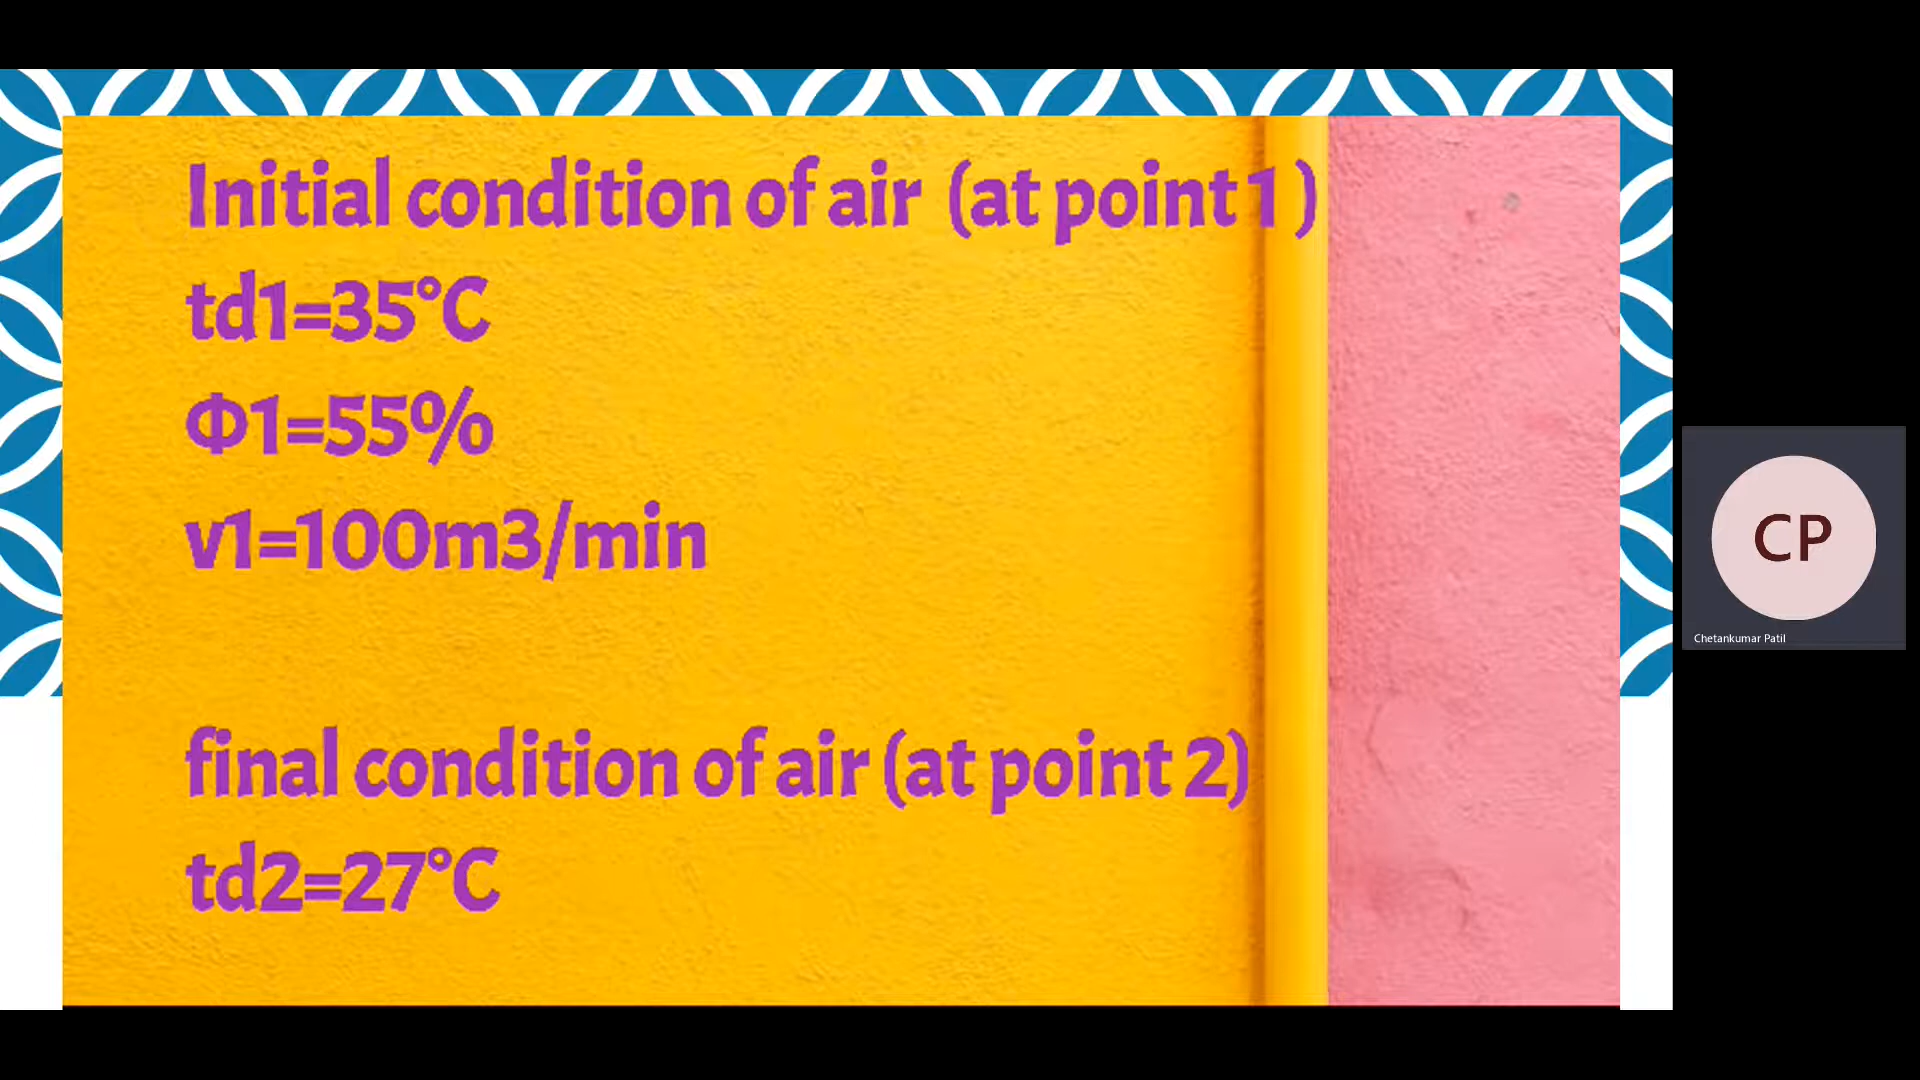 Initial condition of air (at point 1 )
td1=35°C
Φ1=55%
v1=100m3/min
final condition of air (at point 2)
td2=27°C
CP
Chetankumar Patil